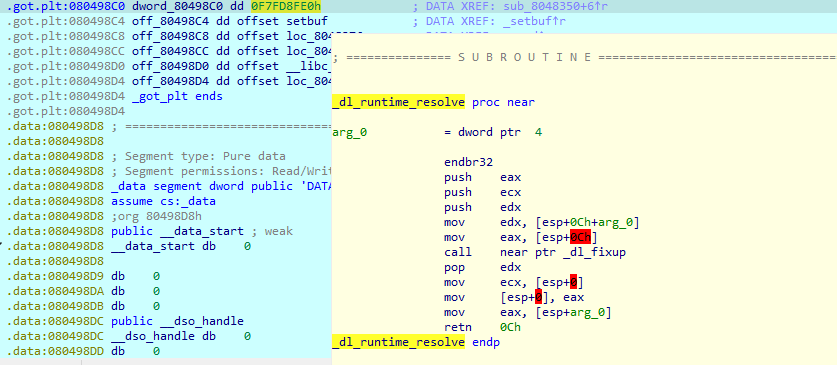 .got.plt:080498C0 dword_80498C0 dd 0F7FD8FE0h ; DATA XREF: sub_8048350+6↑r
.got.plt:080498C4 off_80498C4 dd offset setbuf ; DATA XREF: _setbuf↑r
.got.plt:080498C8 off_80498C8 dd offset loc_804
.got.plt:080498CC off_80498CC dd offset loc_804
.got.plt:080498D0 off_80498D0 dd offset __libc_
.got.plt:080498D4 off_80498D4 dd offset loc_804
.got.plt:080498D4 _got_plt ends
.got.plt:080498D4
.data:080498D8 ; ================================
.data:080498D8
.data:080498D8 ; Segment type: Pure data
.data:080498D8 ; Segment permissions: Read/Writ
.data:080498D8 _data segment dword public 'DATA
.data:080498D8 assume cs:_data
.data:080498D8 ;org 80498D8h
.data:080498D8 public __data_start ; weak
.data:080498D8 __data_start db 0
.data:080498D8
.data:080498D9 db 0
.data:080498DA db 0
.data:080498DB db 0
.data:080498DC public __dso_handle
.data:080498DC __dso_handle db 0
.data:080498DD db 0
; =============== S U B R O U T I N E =======================================
_dl_runtime_resolve proc near
arg_0 = dword ptr 4
endbr32
push eax
push ecx
push edx
mov edx, [esp+0Ch+arg_0]
mov eax, [esp+0Ch]
call near ptr _dl_fixup
pop edx
mov ecx, [esp+0]
mov [esp+0], eax
mov eax, [esp+arg_0]
retn 0Ch
_dl_runtime_resolve endp